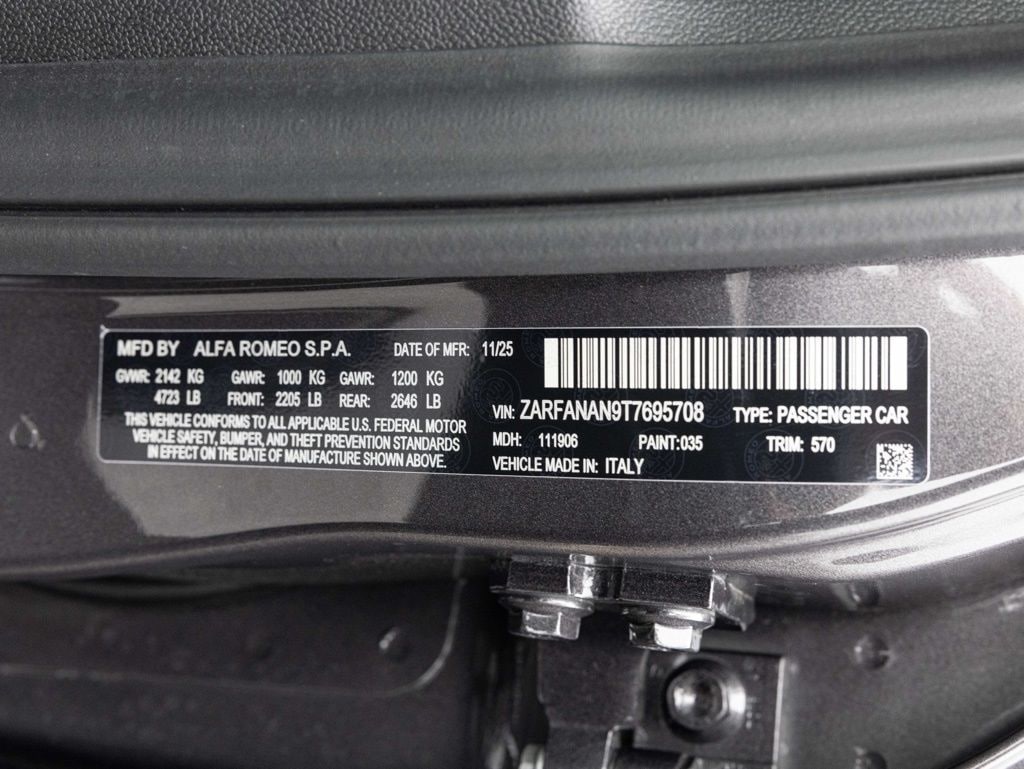 MFD BY ALFA ROMEO S.P.A. DATE OF MFR: 11/25
GVWR: 2142 KG GAWR: 1000 KG GAWR: 1200 KG
4723 LB FRONT: 2205 LB REAR: 2646 LB
THIS VEHICLE CONFORMS TO ALL APPLICABLE U.S. FEDERAL MOTOR
VEHICLE SAFETY, BUMPER, AND THEFT PREVENTION STANDARDS
IN EFFECT ON THE DATE OF MANUFACTURE SHOWN ABOVE.
VIN: ZARFANAN9T7695708 TYPE: PASSENGER CAR
MDH: 111906 PAINT:035 TRIM: 570
VEHICLE MADE IN: ITALY